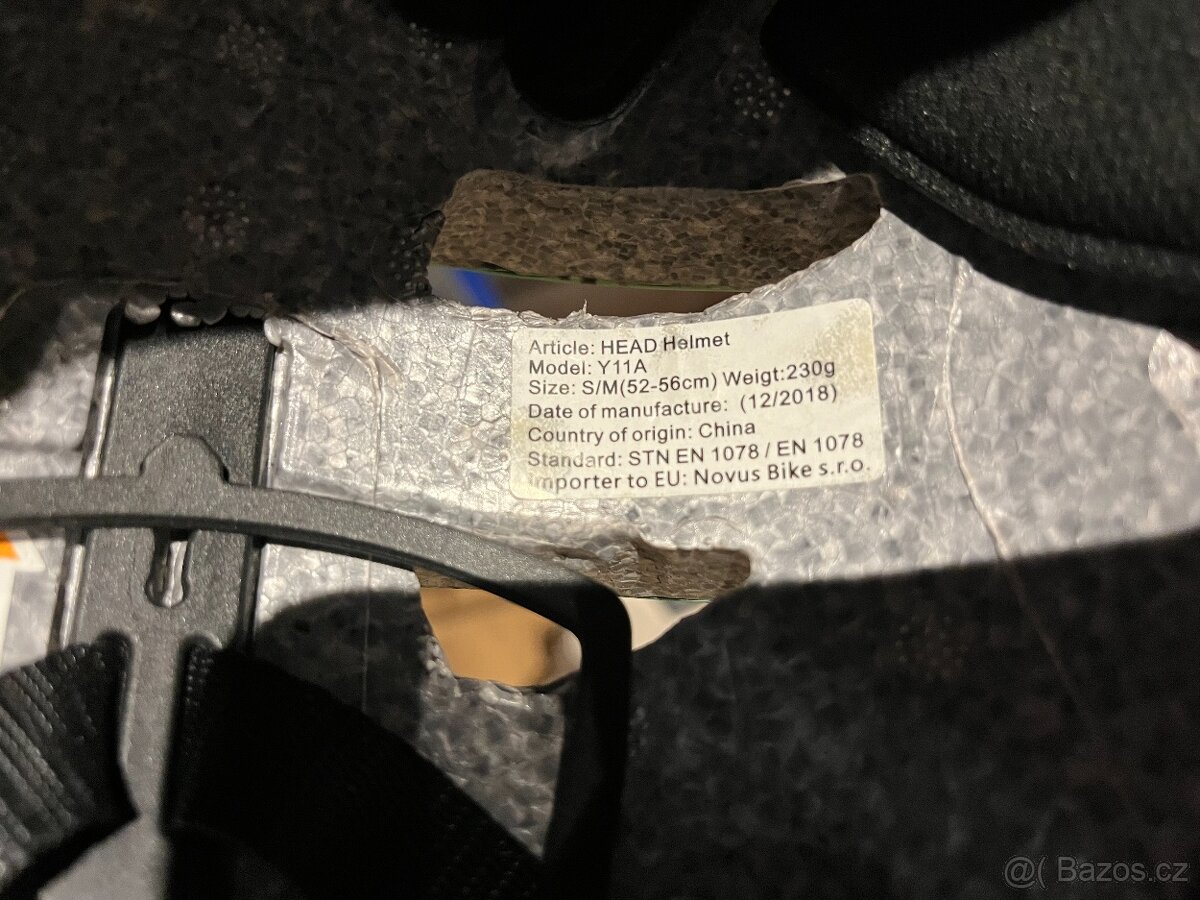 Article: HEAD Helmet
Model: Y11A
Size: S/M(52-56cm) Weigt:230g
Date of manufacture: (12/2018)
Country of origin: China
Standard: STN EN 1078 / EN 1078
Importer to EU: Novus Bike s.r.o.
@( Bazos.cz